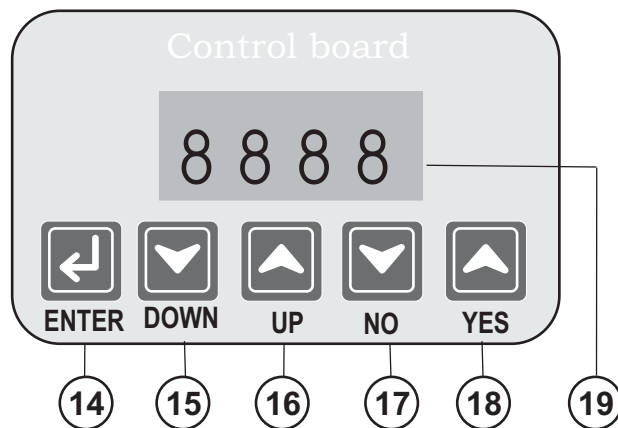 Control board
8888
ENTER DOWN UP NO YES
14 15 16 17 18 19